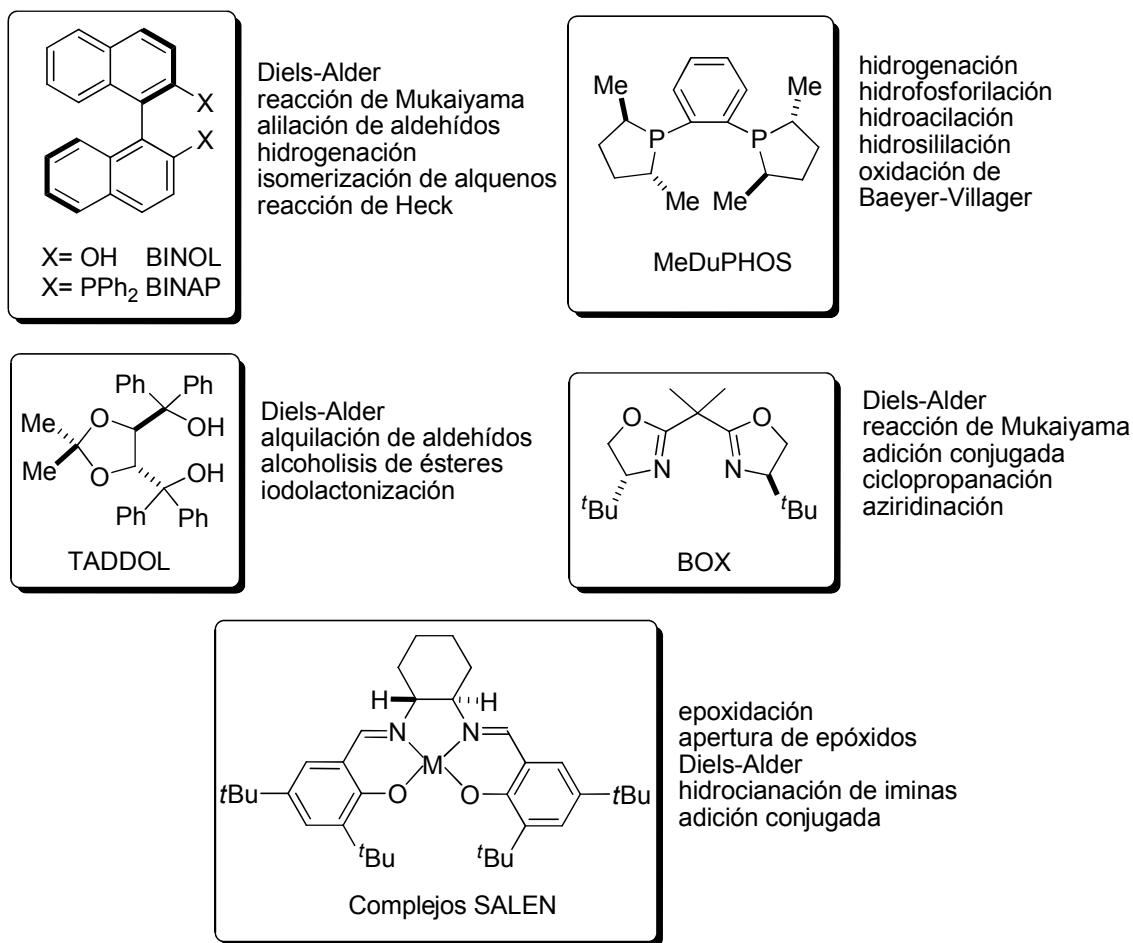 X
X
X= OH BINOL
X= PPh2 BINAP
Diels-Alder
reacción de Mukaiyama
alilación de aldehídos
hidrogenación
isomerización de alquenos
reacción de Heck
Me
Me
P
P
Me
Me
MeDuPHOS
hidrogenación
hidrofosforilación
hidroacilación
hidrosililación
oxidación de
Baeyer-Villager
Ph
Ph
Me
O
OH
Me
O
OH
Ph
Ph
TADDOL
Diels-Alder
alquilación de aldehídos
alcoholisis de ésteres
iodolactonización
O
O
N
N
tBu
tBu
BOX
Diels-Alder
reacción de Mukaiyama
adición conjugada
ciclopropanación
aziridinación
H
H
N
N
M
tBu
O
O
tBu
tBu
tBu
Complejos SALEN
epoxidación
apertura de epóxidos
Diels-Alder
hidrocianación de iminas
adición conjugada